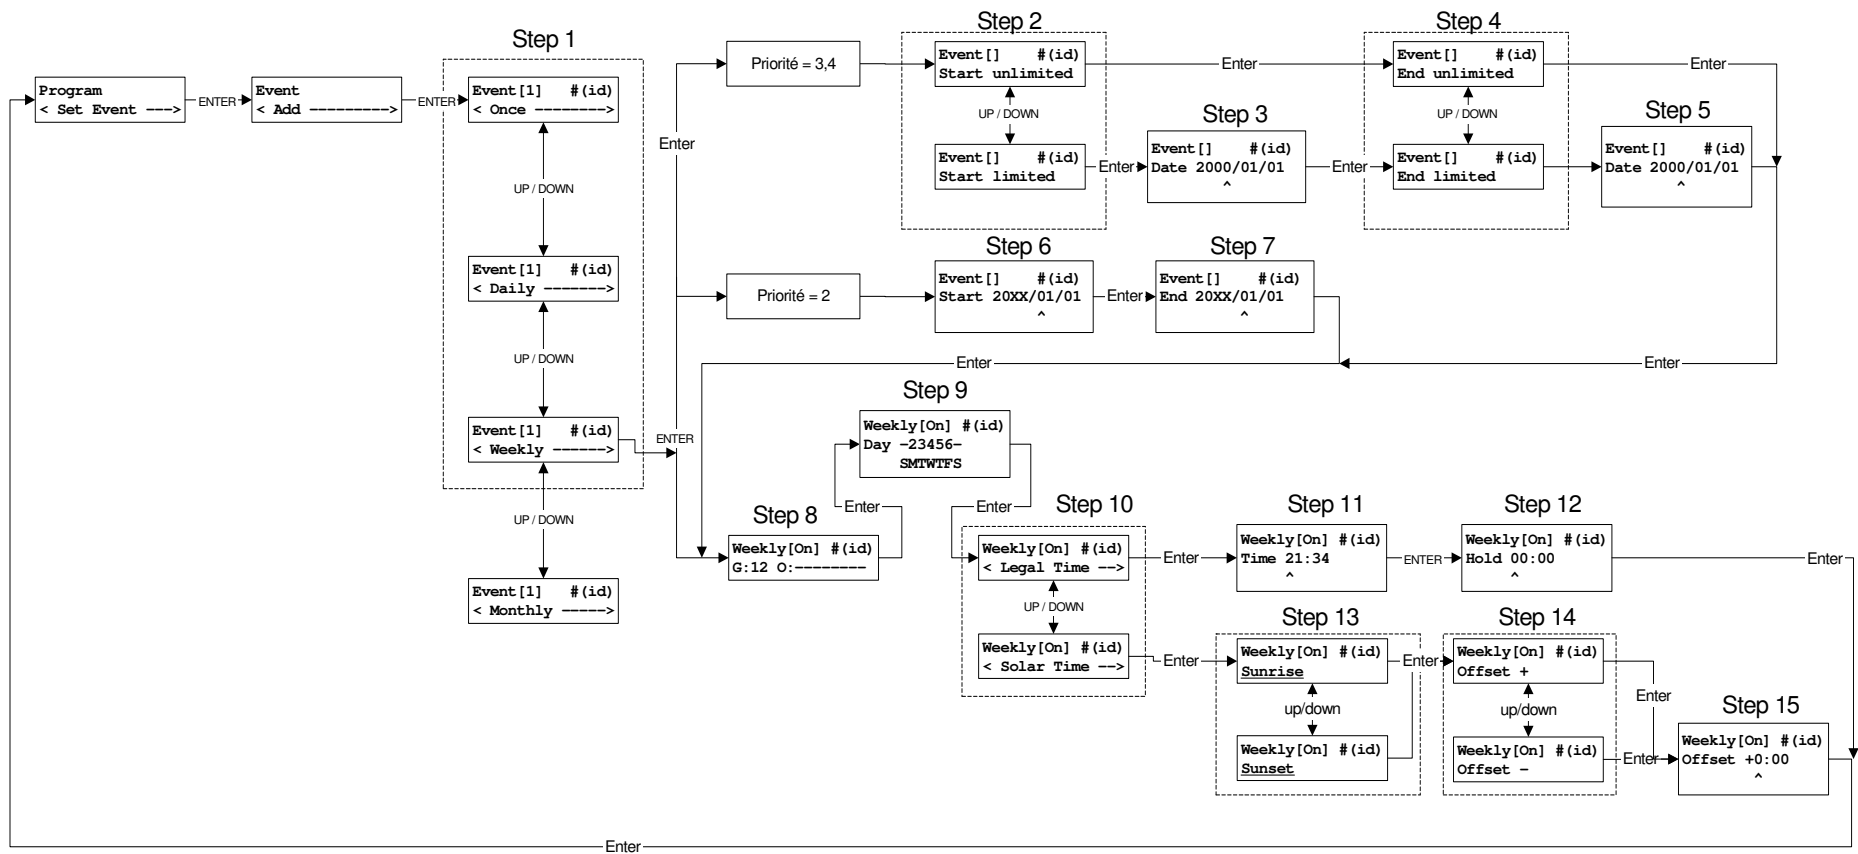 Step 1
Program
< Set Event --->
ENTER
Event
< Add ---------->
ENTER
Event[1] #(id)
< Once -------->
UP / DOWN
Event[1] #(id)
< Daily ------->
UP / DOWN
Event[1] #(id)
< Weekly ------>
UP / DOWN
Event[1] #(id)
< Monthly ----->
ENTER
Enter
Priorité = 3,4
Step 2
Event[] #(id)
Start unlimited
UP / DOWN
Event[] #(id)
Start limited
Enter
Enter
Step 3
Event[] #(id)
Date 2000/01/01
^
Enter
Step 4
Event[] #(id)
End unlimited
UP / DOWN
Event[] #(id)
End limited
Enter
Step 5
Event[] #(id)
Date 2000/01/01
^
Priorité = 2
Step 6
Event[] #(id)
Start 20XX/01/01
^
Enter
Step 7
Event[] #(id)
End 20XX/01/01
^
Enter
Enter
Step 8
Weekly[On] #(id)
G:12 O:--------
Enter
Step 9
Weekly[On] #(id)
Day -23456-
SMTWTFS
Enter
Step 10
Weekly[On] #(id)
< Legal Time -->
UP / DOWN
Weekly[On] #(id)
< Solar Time -->
Enter
Step 11
Weekly[On] #(id)
Time 21:34
^
ENTER
Step 12
Weekly[On] #(id)
Hold 00:00
^
Enter
Enter
Step 13
Weekly[On] #(id)
Sunrise
up/down
Weekly[On] #(id)
Sunset
Enter
Step 14
Weekly[On] #(id)
Offset +
up/down
Weekly[On] #(id)
Offset -
Enter
Enter
Step 15
Weekly[On] #(id)
Offset +0:00
^
Enter